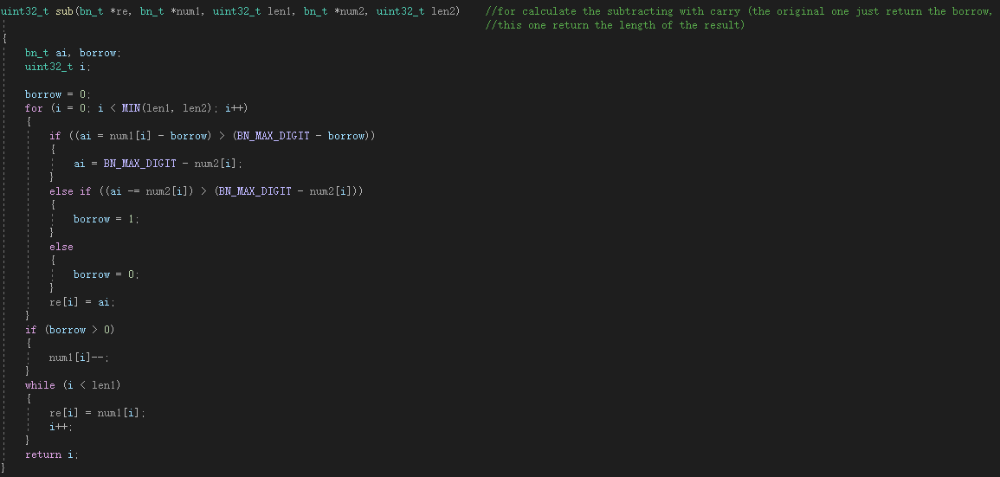 uint32_t sub(bn_t *re, bn_t *num1, uint32_t len1, bn_t *num2, uint32_t len2)    //for calculate the subtracting with carry (the original one just return the borrow,
//this one return the length of the result)
{
    bn_t ai, borrow;
    uint32_t i;

    borrow = 0;
    for (i = 0; i < MIN(len1, len2); i++)
    {
        if ((ai = num1[i] - borrow) > (BN_MAX_DIGIT - borrow))
        {
            ai = BN_MAX_DIGIT - num2[i];
        }
        else if ((ai -= num2[i]) > (BN_MAX_DIGIT - num2[i]))
        {
            borrow = 1;
        }
        else
        {
            borrow = 0;
        }
        re[i] = ai;
    }
    if (borrow > 0)
    {
        num1[i]--;
    }
    while (i < len1)
    {
        re[i] = num1[i];
        i++;
    }
    return i;
}